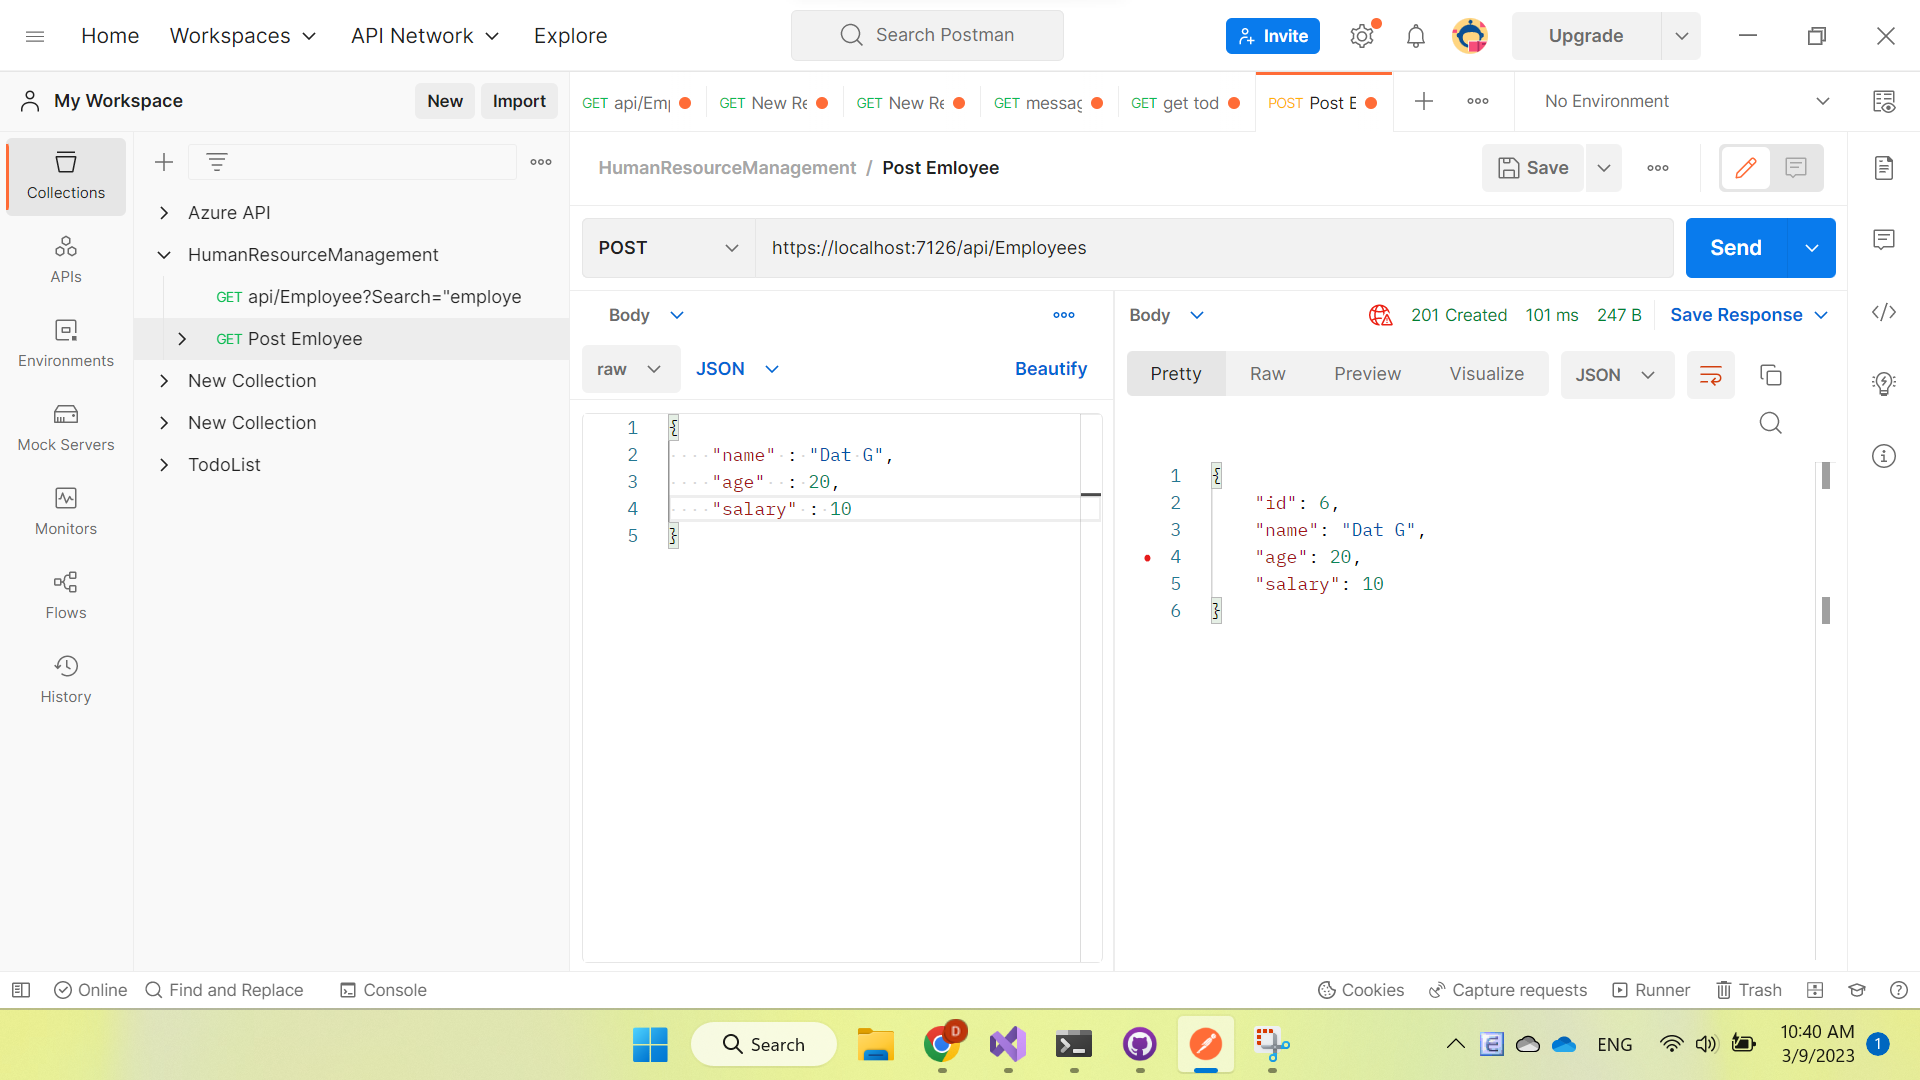 Home Workspaces API Network Explore Search Postman Invite Upgrade
My Workspace New Import
GET api/Emp GET New Re GET New Re GET messag GET get tod POST Post E No Environment
Collections
APIs
Environments
Mock Servers
Monitors
Flows
History
Azure API
HumanResourceManagement
GET api/Employee?Search="employe
GET Post Emloyee
New Collection
New Collection
TodoList
HumanResourceManagement / Post Emloyee Save
POST https://localhost:7126/api/Employees Send
Body
raw JSON Beautify
1 {
2 "name" : "Dat G",
3 "age" : 20,
4 "salary" : 10
5 }
Body 201 Created 101 ms 247 B Save Response
Pretty Raw Preview Visualize JSON
1 {
2 "id": 6,
3 "name": "Dat G",
4 "age": 20,
5 "salary": 10
6 }
Online Find and Replace Console Cookies Capture requests Runner Trash
Search D ENG 10:40 AM 1
3/9/2023